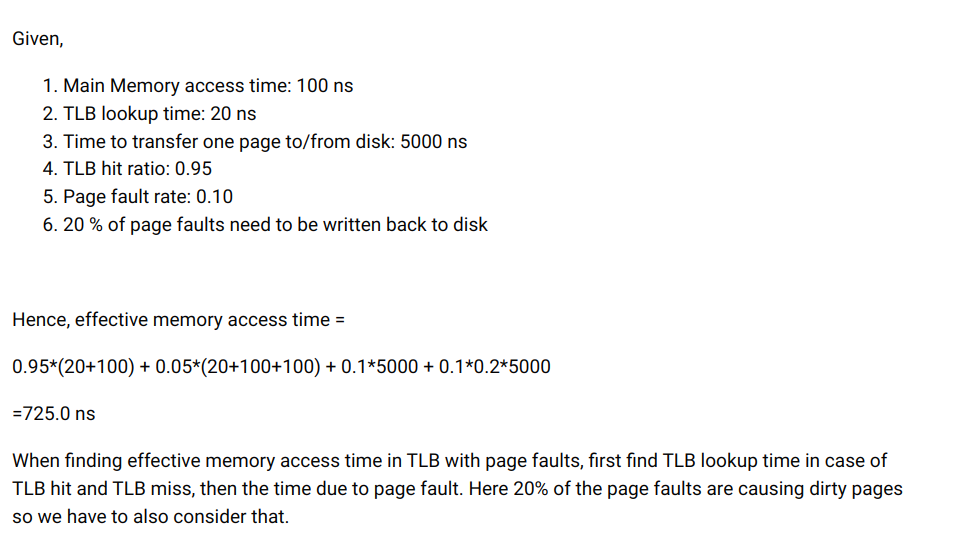 Given,
1. Main Memory access time: 100 ns
2. TLB lookup time: 20 ns
3. Time to transfer one page to/from disk: 5000 ns
4. TLB hit ratio: 0.95
5. Page fault rate: 0.10
6. 20 % of page faults need to be written back to disk
Hence, effective memory access time =
0.95*(20+100) + 0.05*(20+100+100) + 0.1*5000 + 0.1*0.2*5000
=725.0 ns
When finding effective memory access time in TLB with page faults, first find TLB lookup time in case of
TLB hit and TLB miss, then the time due to page fault. Here 20% of the page faults are causing dirty pages
so we have to also consider that.